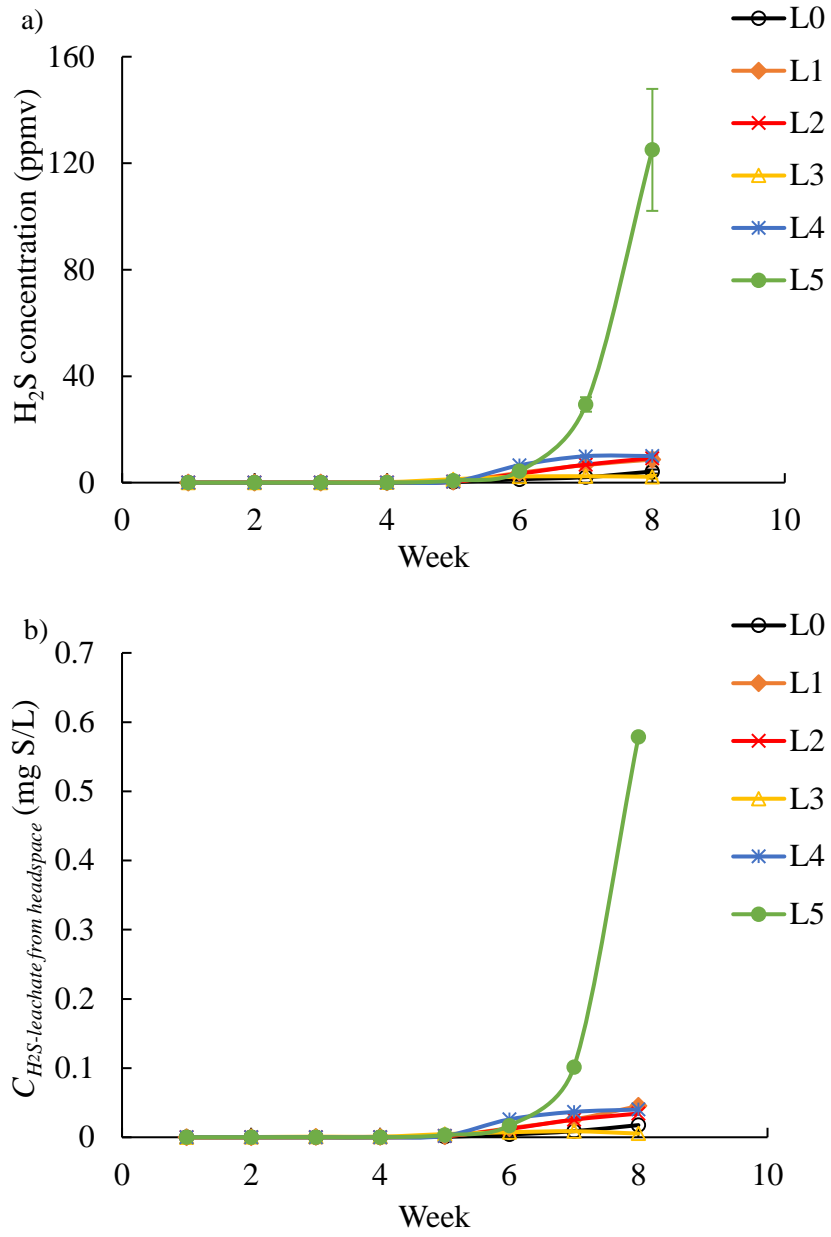 a)
L0
L1
L2
L3
L4
L5
160
120
80
40
0
0 2 4 6 8 10
H₂S concentration (ppmv)
Week
b)
L0
L1
L2
L3
L4
L5
0.7
0.6
0.5
0.4
0.3
0.2
0.1
0
0 2 4 6 8 10
C_H2S-leachate from headspace (mg S/L)
Week